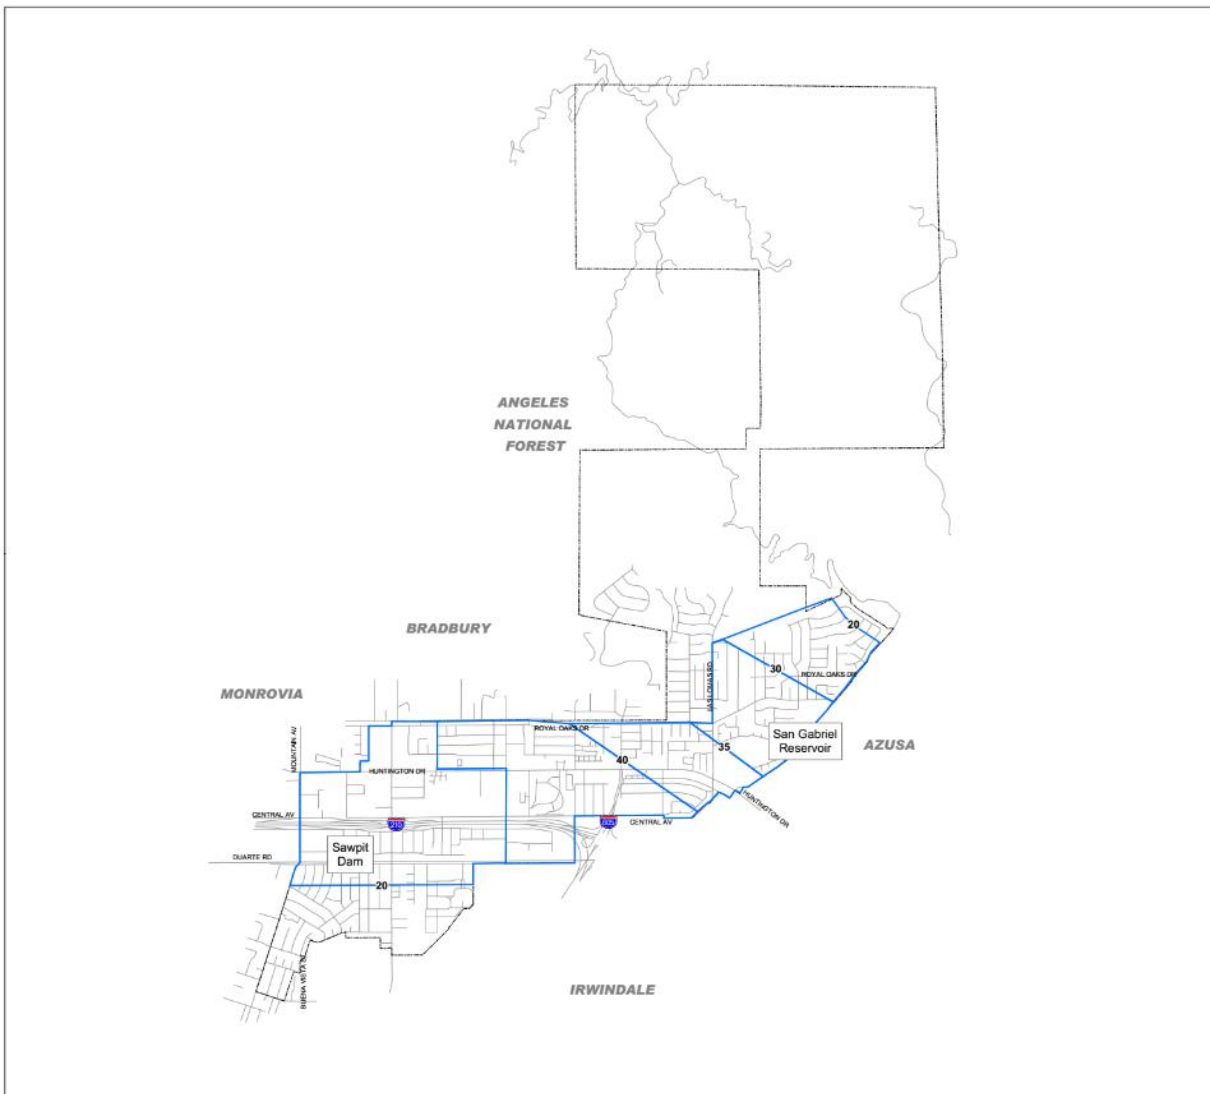 ANGELES
NATIONAL
FOREST
BRADBURY
20
30
ROYAL OAKS DR
MONROVIA
ROYAL OAKS DR
35
San Gabriel
Reservoir
AZUSA
MOUNTAIN AV
40
HUNTINGTON DR
HUNTINGTON DR
CENTRAL AV
210
CENTRAL AV
Sawpit
Dam
DUARTE RD
20
BUENA VISTA ST
IRWINDALE